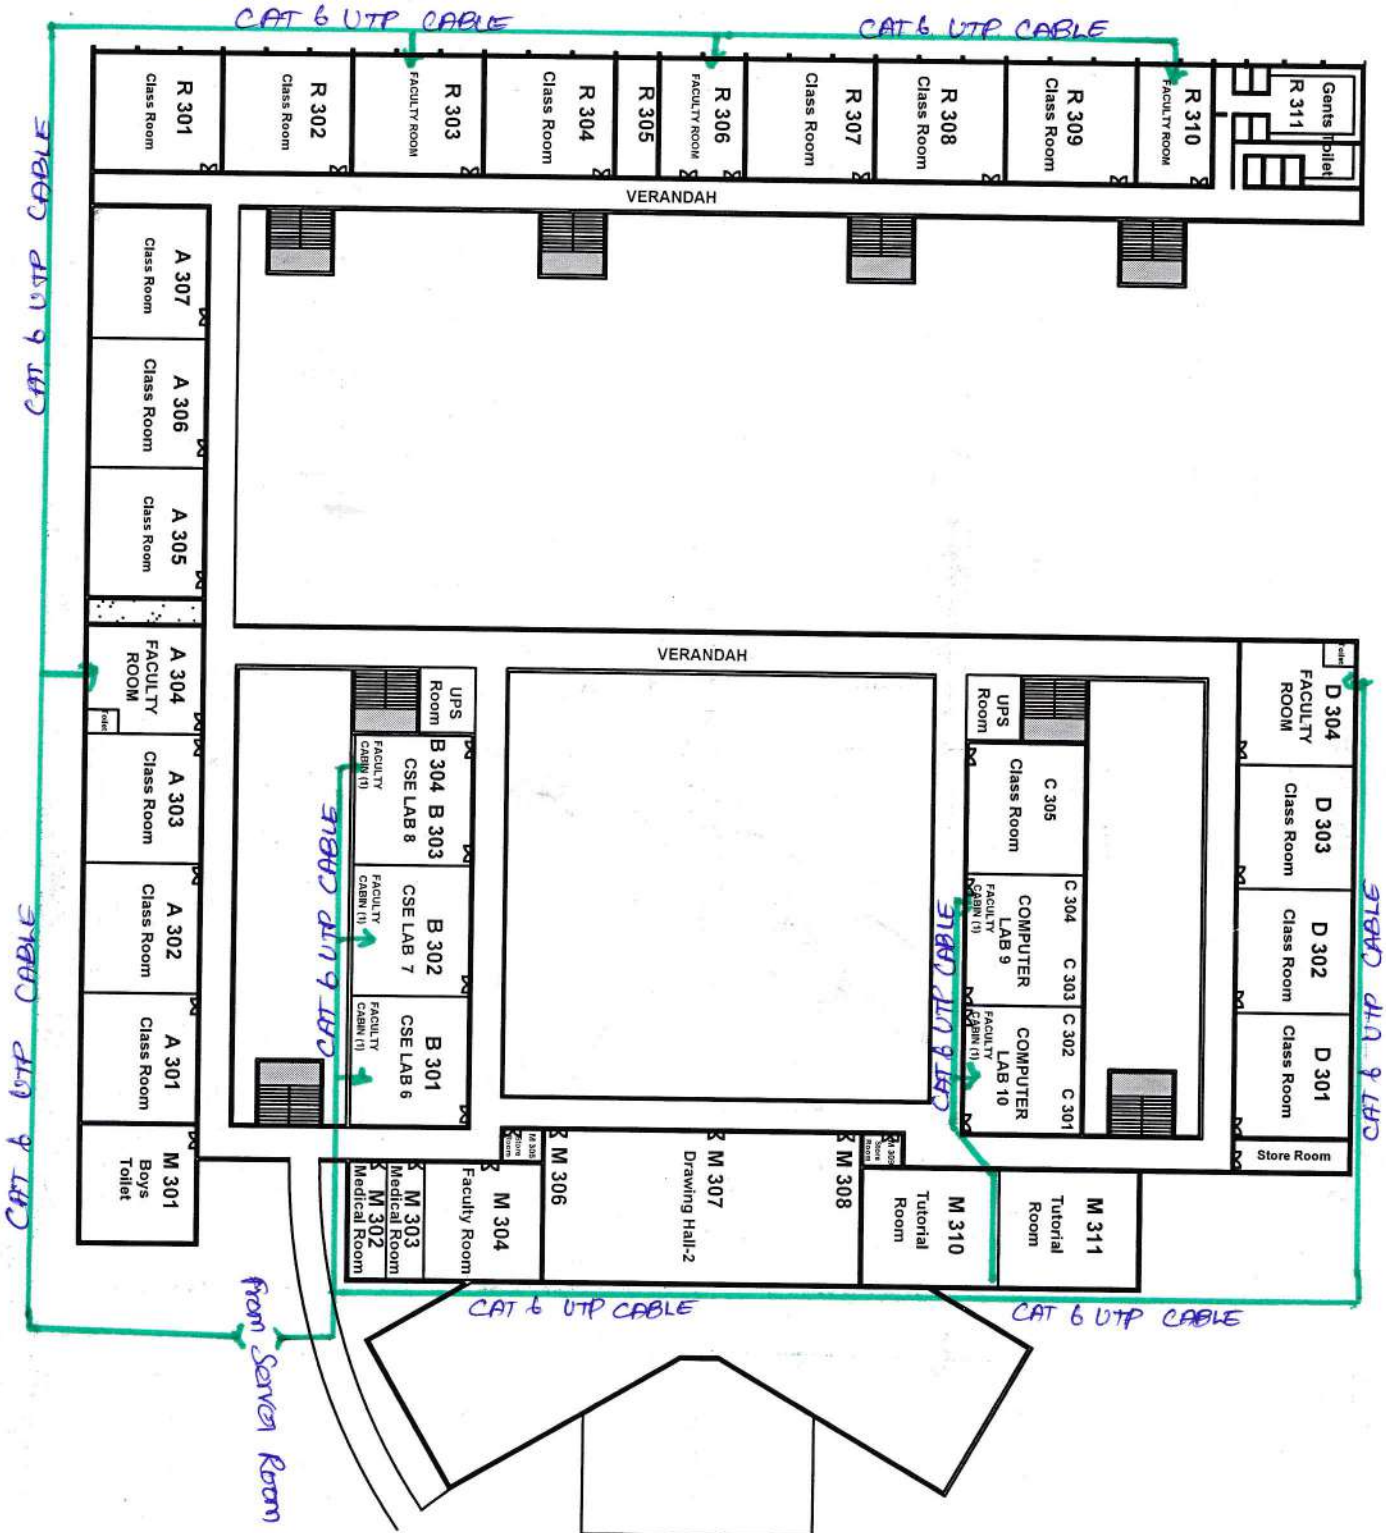 CAT 6 UTP CABLE
CAT 6 UTP CABLE
R 301
Class Room
R 302
Class Room
R 303
FACULTY ROOM
R 304
Class Room
R 305
R 306
FACULTY ROOM
R 307
Class Room
R 308
Class Room
R 309
Class Room
R 310
FACULTY ROOM
R 311
Gents Toilet
VERANDAH
CAT 6 UTP CABLE
A 307
Class Room
A 306
Class Room
A 305
Class Room
A 304
FACULTY
ROOM
Toilet
A 303
Class Room
A 302
Class Room
A 301
Class Room
M 301
Boys
Toilet
CAT 6 UTP CABLE
VERANDAH
UPS
Room
B 304 B 303
CSE LAB 8
FACULTY
CABIN (1)
B 302
CSE LAB 7
FACULTY
CABIN (1)
B 301
CSE LAB 6
FACULTY
CABIN (1)
CAT 6 UTP CABLE
UPS
Room
C 305
Class Room
C 304 C 303
COMPUTER
LAB 9
FACULTY
CABIN (1)
C 302 C 301
COMPUTER
LAB 10
FACULTY
CABIN (1)
CAT 6 UTP CABLE
Toilet
D 304
FACULTY
ROOM
D 303
Class Room
D 302
Class Room
D 301
Class Room
Store Room
CAT 6 UTP CABLE
M 302
Medical Room
M 303
Medical Room
M 304
Faculty Room
M 305
Store
Room
M 306
M 307
Drawing Hall-2
M 308
M 309
Store
Room
M 310
Tutorial
Room
M 311
Tutorial
Room
CAT 6 UTP CABLE
CAT 6 UTP CABLE
From Server Room